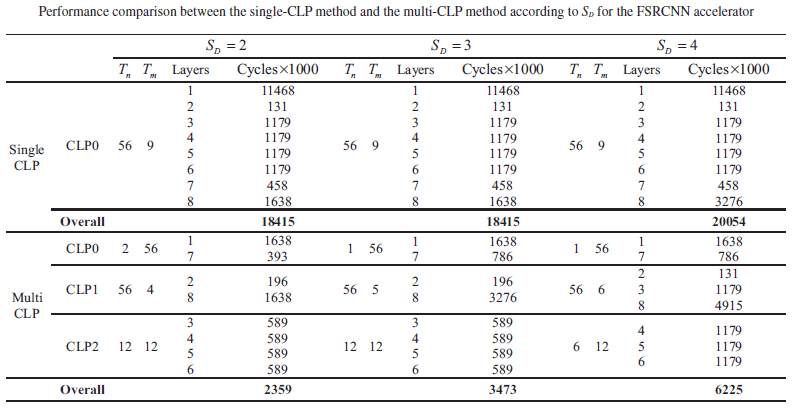 Performance comparison between the single-CLP method and the multi-CLP method according to S_D for the FSRCNN accelerator
S_D = 2 S_D = 3 S_D = 4
T_n T_m Layers Cycles×1000 T_n T_m Layers Cycles×1000 T_n T_m Layers Cycles×1000
Single CLP
CLP0 56 9 56 9 56 9
1 11468 1 11468 1 11468
2 131 2 131 2 131
3 1179 3 1179 3 1179
4 1179 4 1179 4 1179
5 1179 5 1179 5 1179
6 1179 6 1179 6 1179
7 458 7 458 7 458
8 1638 8 1638 8 3276
Overall 18415 18415 20054
Multi CLP
CLP0 2 56 1 56 1 56
1 1638 1 1638 1 1638
7 393 7 786 7 786
CLP1 56 4 56 5 56 6
2 196 2 196 2 131
3 1179
8 1638 8 3276 8 4915
CLP2 12 12 12 12 6 12
3 589 3 589
4 589 4 589 4 1179
5 589 5 589 5 1179
6 589 6 589 6 1179
Overall 2359 3473 6225